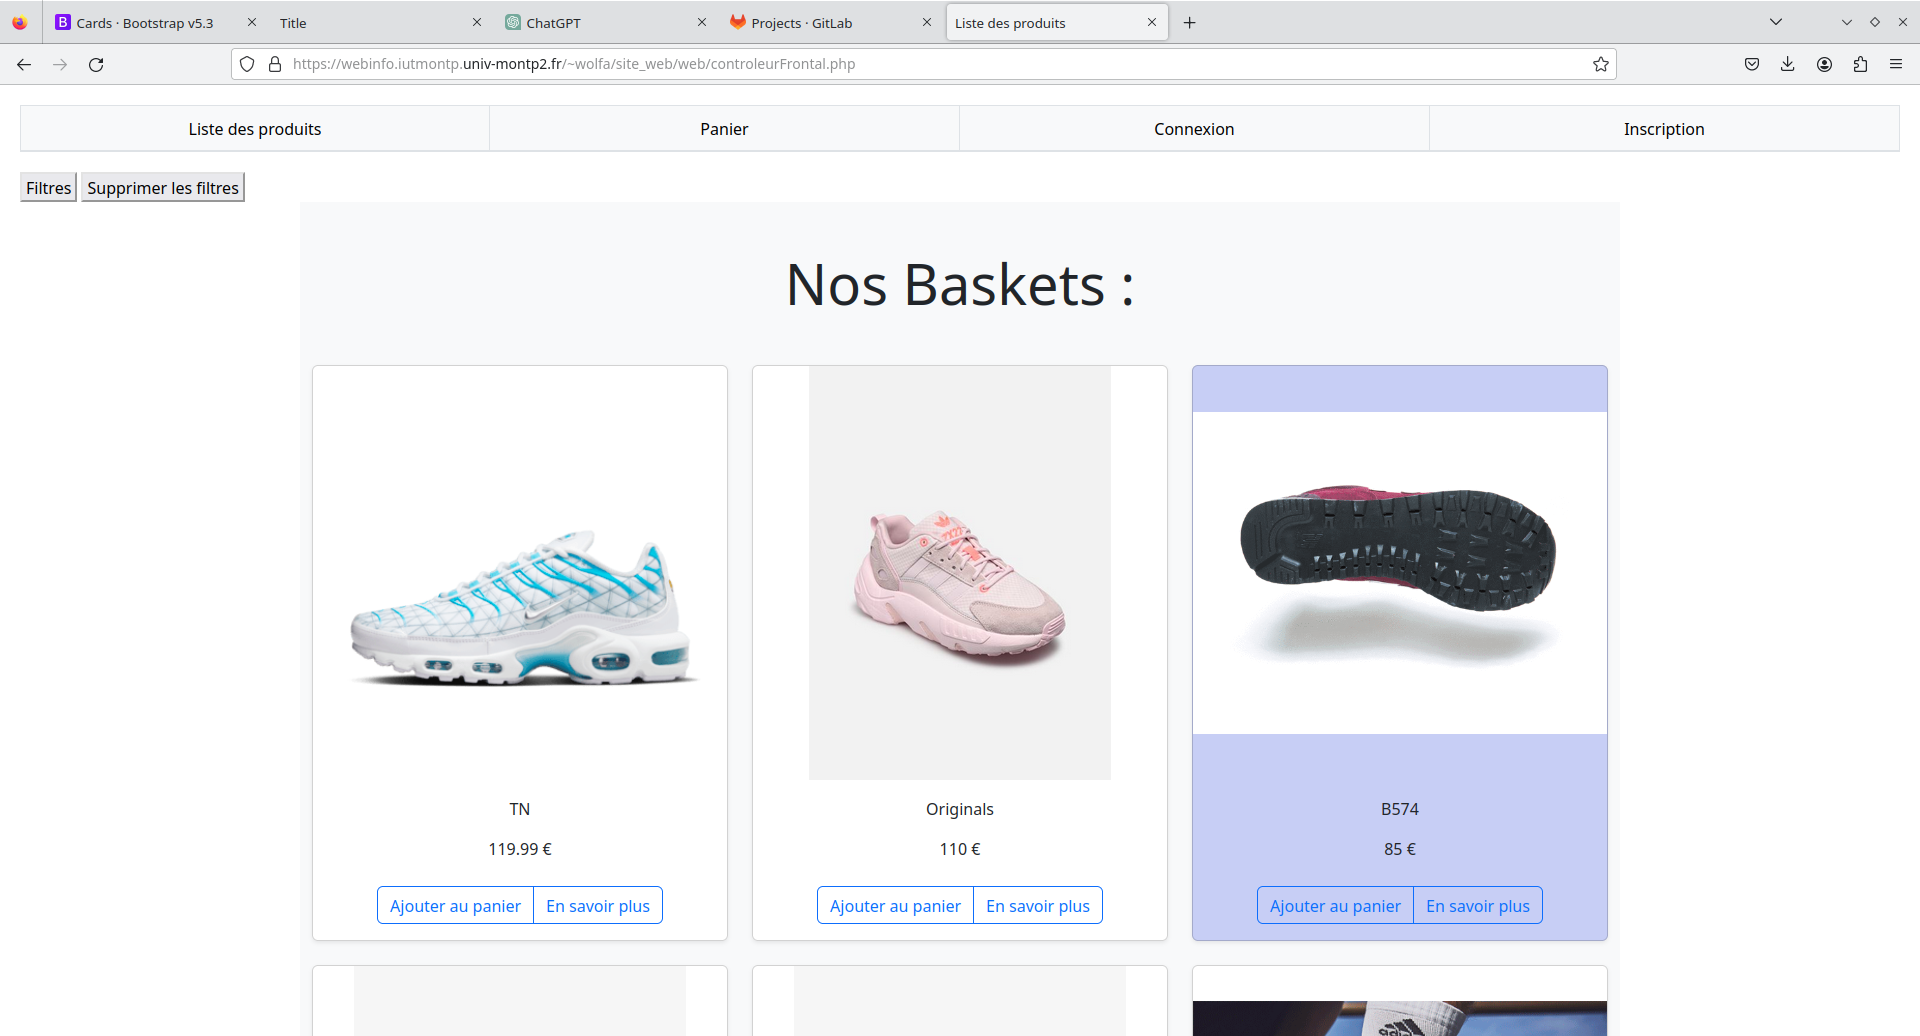 Cards · Bootstrap v5.3
Title
ChatGPT
Projects · GitLab
Liste des produits
https://webinfo.iutmontp.univ-montp2.fr/~wolfa/site_web/web/controleurFrontal.php
Liste des produits
Panier
Connexion
Inscription
Filtres
Supprimer les filtres
Nos Baskets :
TN
119.99 €
Ajouter au panier
En savoir plus
Originals
110 €
Ajouter au panier
En savoir plus
B574
85 €
Ajouter au panier
En savoir plus
adidas